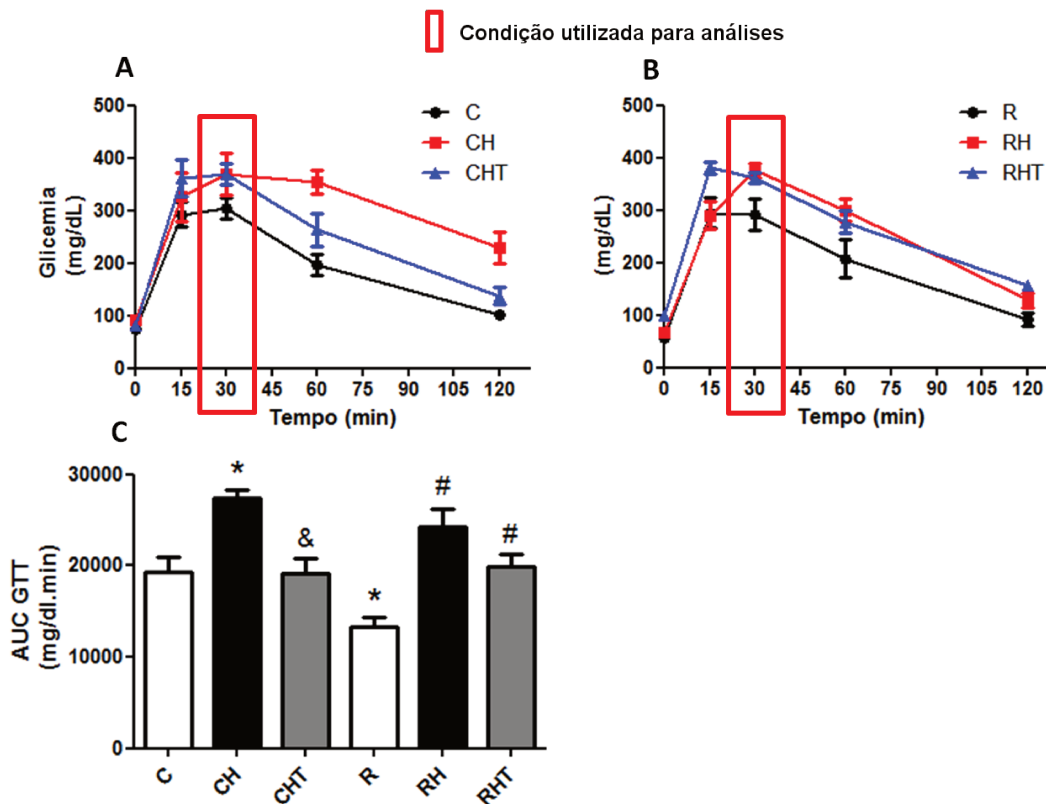 Condição utilizada para análises
A
B
500
400
300
200
100
0
Glicemia
(mg/dL)
C
CH
CHT
0 15 30 45 60 75 90 105 120
Tempo (min)
500
400
300
200
100
0
(mg/dL)
R
RH
RHT
0 15 30 45 60 75 90 105 120
Tempo (min)
C
30000
20000
10000
0
AUC GTT
(mg/dl.min)
* & * # #
C CH CHT R RH RHT